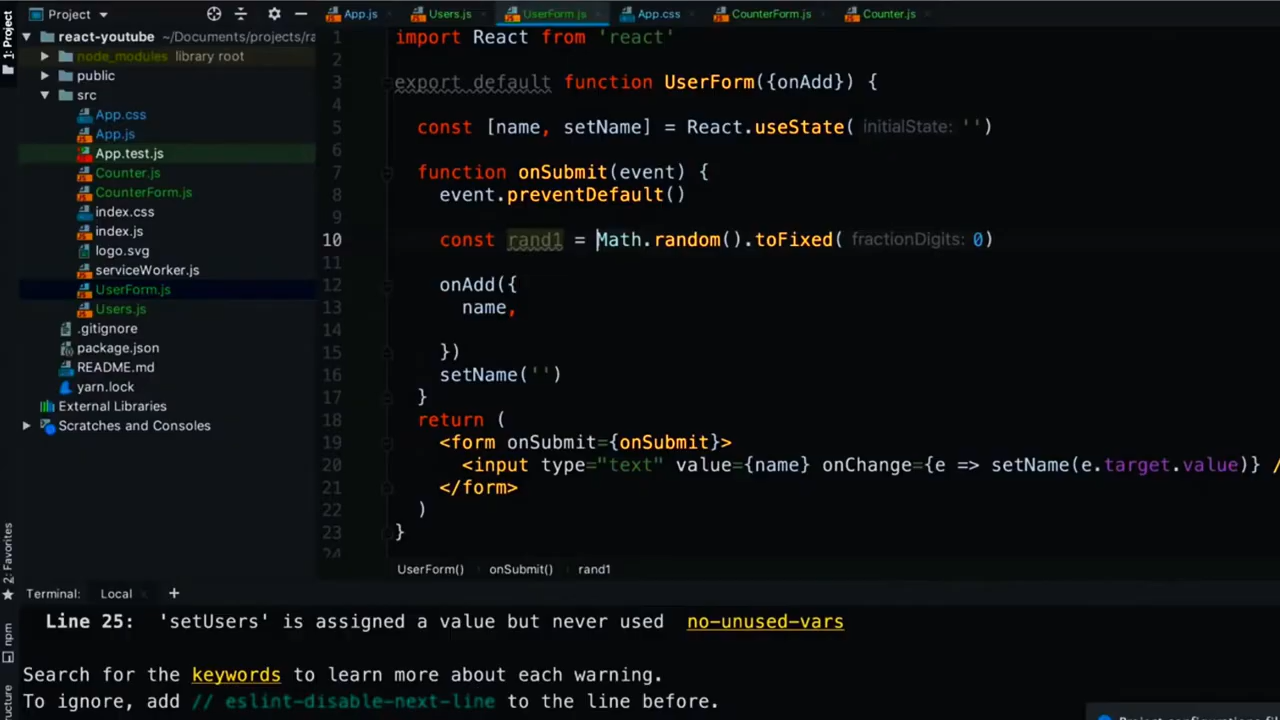 1: Project
Project
App.js
Users.js
UserForm.js
App.css
CounterForm.js
Counter.js
react-youtube ~/Documents/projects/ra
node_modules library root
public
src
App.css
App.js
App.test.js
Counter.js
CounterForm.js
index.css
index.js
logo.svg
serviceWorker.js
UserForm.js
Users.js
.gitignore
package.json
README.md
yarn.lock
External Libraries
Scratches and Consoles
1 import React from 'react'
2
3 export default function UserForm({onAdd}) {
4
5 const [name, setName] = React.useState( initialState: '')
6
7 function onSubmit(event) {
8 event.preventDefault()
9
10 const rand1 = Math.random().toFixed( fractionDigits: 0)
11
12 onAdd({
13 name,
14
15 })
16 setName('')
17 }
18 return (
19 <form onSubmit={onSubmit}>
20 <input type="text" value={name} onChange={e => setName(e.target.value)} /
21 </form>
22 )
23 }
24
UserForm() onSubmit() rand1
2: Favorites
npm
Terminal: Local +
Line 25: 'setUsers' is assigned a value but never used no-unused-vars
Search for the keywords to learn more about each warning.
To ignore, add // eslint-disable-next-line to the line before.